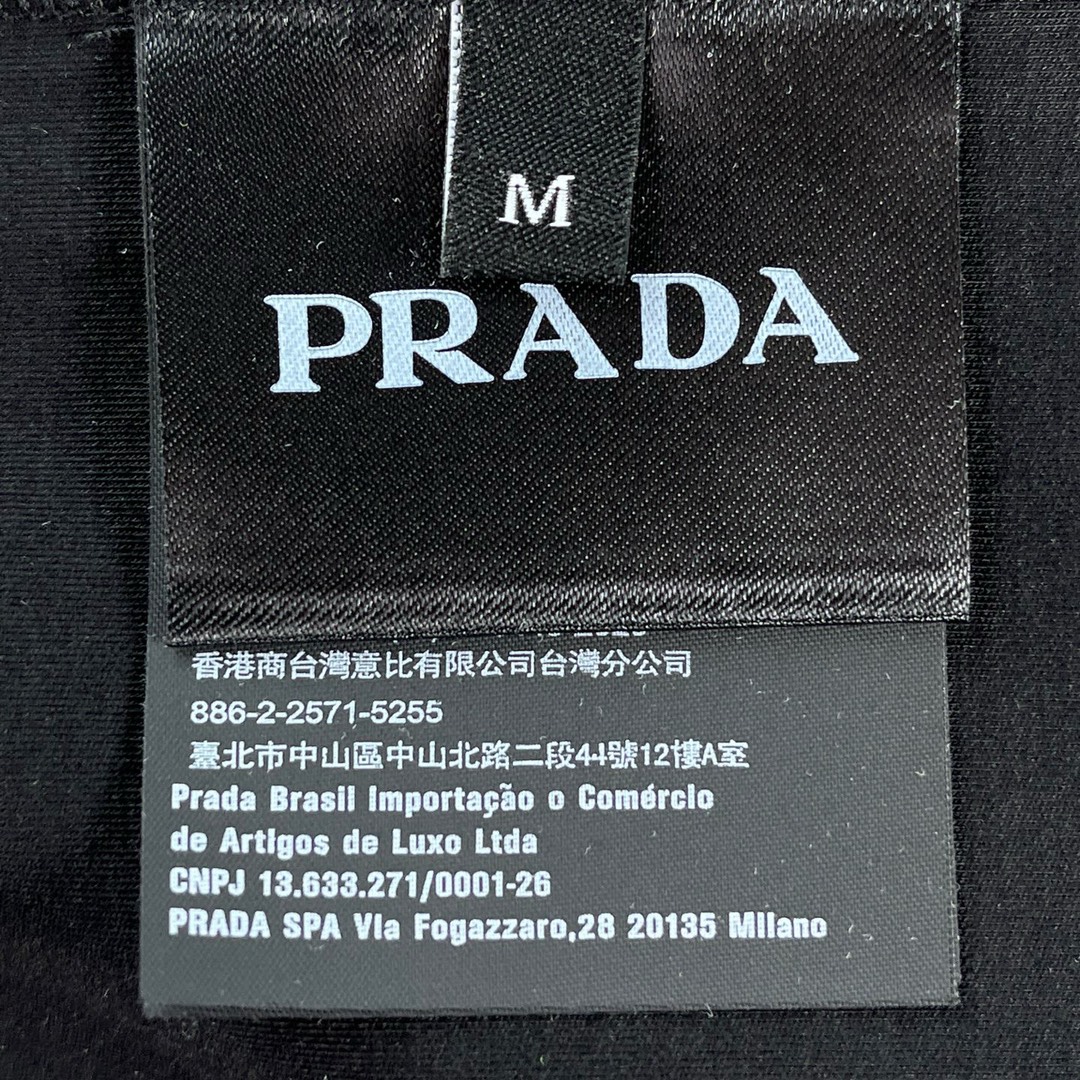 M
PRADA
香港商台灣意比有限公司台灣分公司
886-2-2571-5255
臺北市中山區中山北路二段44號12樓A室
Prada Brasil Importação o Comércio
de Artigos de Luxo Ltda
CNPJ 13.633.271/0001-26
PRADA SPA Via Fogazzaro,28 20135 Milano